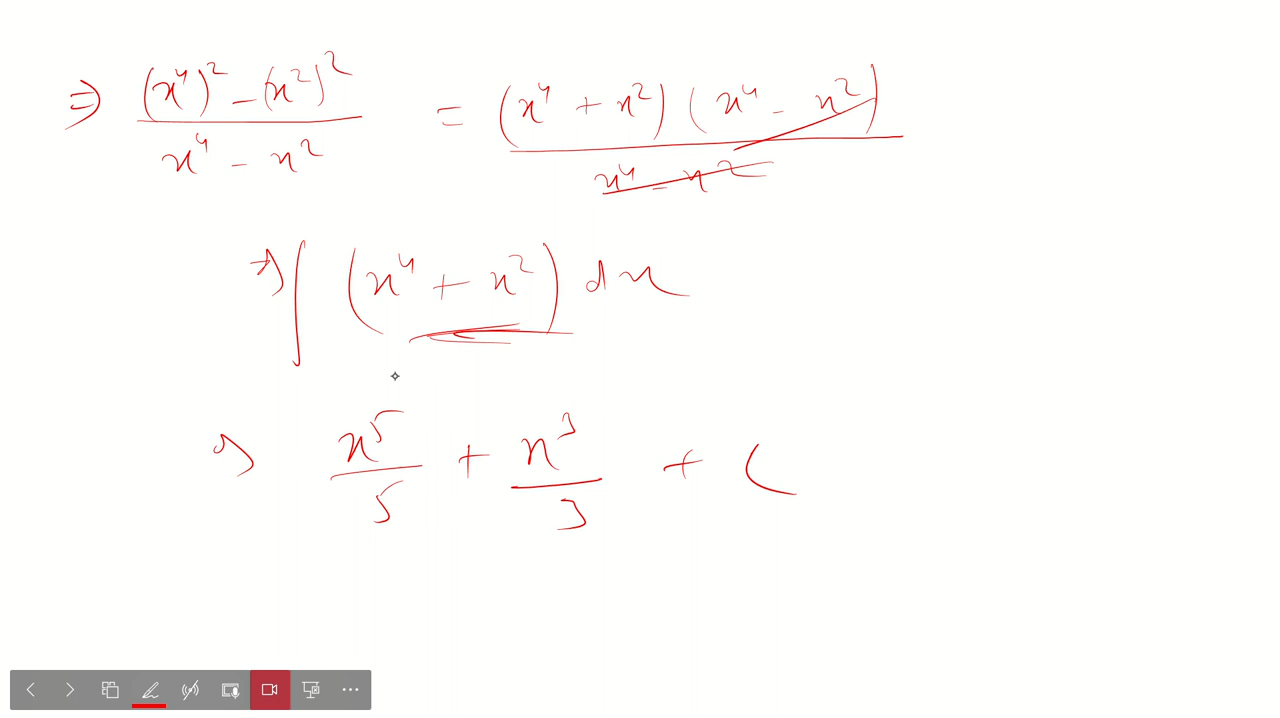 ⇒ ((x⁴)² - (x²)²)/(x⁴ - x²) = ((x⁴ + x²)(x⁴ - x²))/(x⁴ - x²)
⇒ ∫ (x⁴ + x²) dx
⇒ x⁵/5 + x³/3 + C